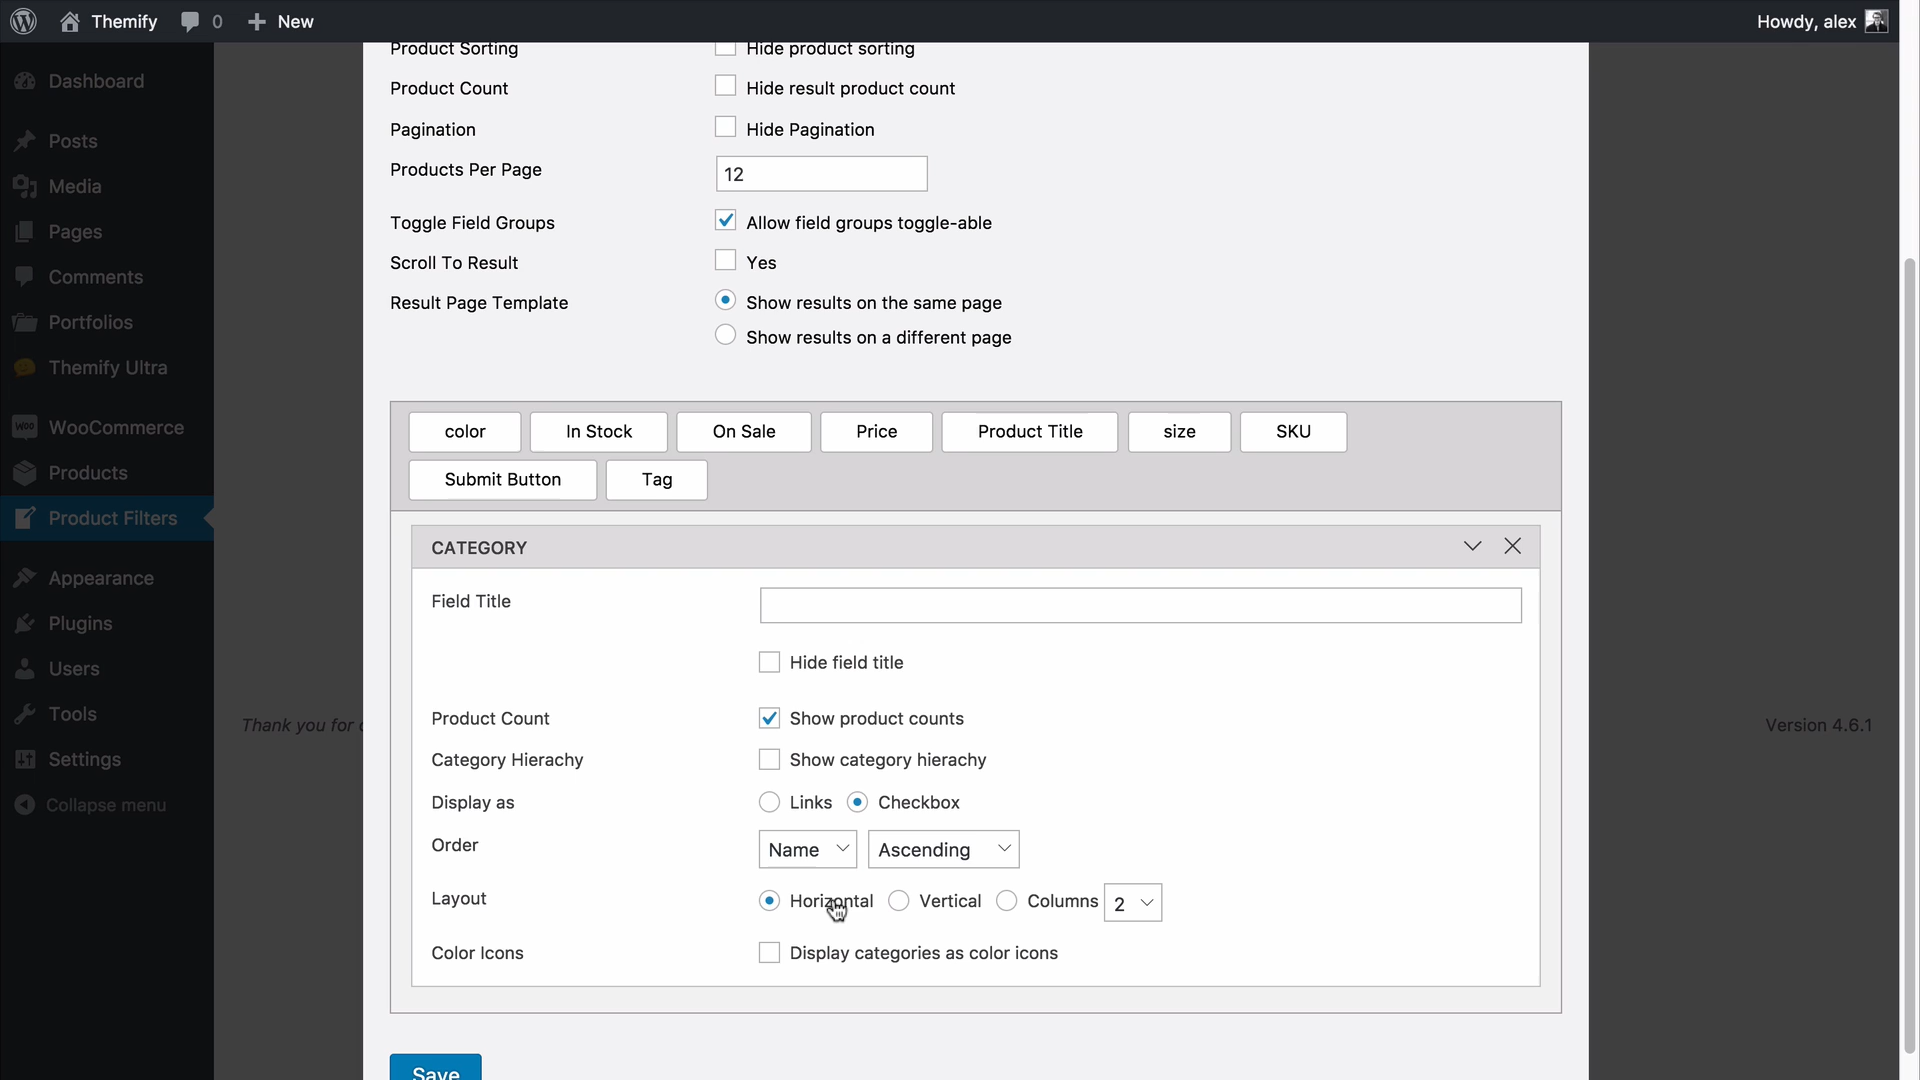 Themify 0 New Howdy, alex
Dashboard
Posts
Media
Pages
Comments
Portfolios
Themify Ultra
WooCommerce
Products
Product Filters
Appearance
Plugins
Users
Tools
Settings
Collapse menu
Product Sorting Hide product sorting
Product Count Hide result product count
Pagination Hide Pagination
Products Per Page 12
Toggle Field Groups Allow field groups toggle-able
Scroll To Result Yes
Result Page Template Show results on the same page
Show results on a different page
color In Stock On Sale Price Product Title size SKU
Submit Button Tag
CATEGORY
Field Title
Hide field title
Product Count Show product counts
Category Hierachy Show category hierachy
Display as Links Checkbox
Order Name Ascending
Layout Horizontal Vertical Columns 2
Color Icons Display categories as color icons
Save
Thank you for
Version 4.6.1